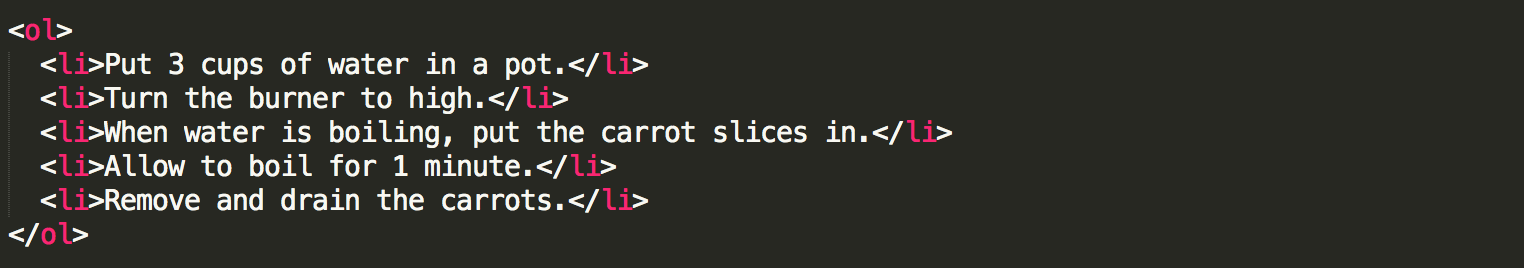 <ol>
  <li>Put 3 cups of water in a pot.</li>
  <li>Turn the burner to high.</li>
  <li>When water is boiling, put the carrot slices in.</li>
  <li>Allow to boil for 1 minute.</li>
  <li>Remove and drain the carrots.</li>
</ol>